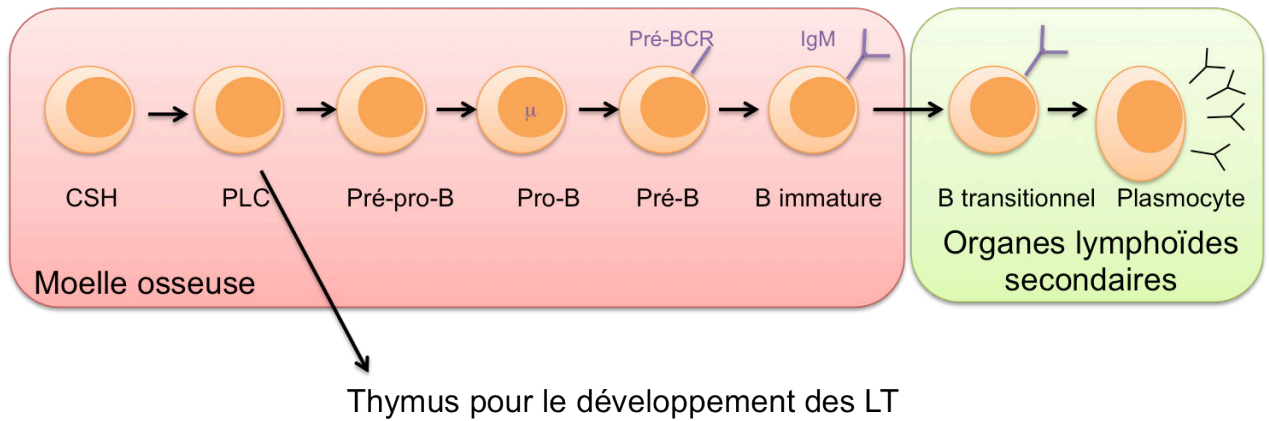 Pré-BCR IgM
μ
CSH PLC Pré-pro-B Pro-B Pré-B B immature B transitionnel Plasmocyte
Moelle osseuse
Organes lymphoïdes
secondaires
Thymus pour le développement des LT